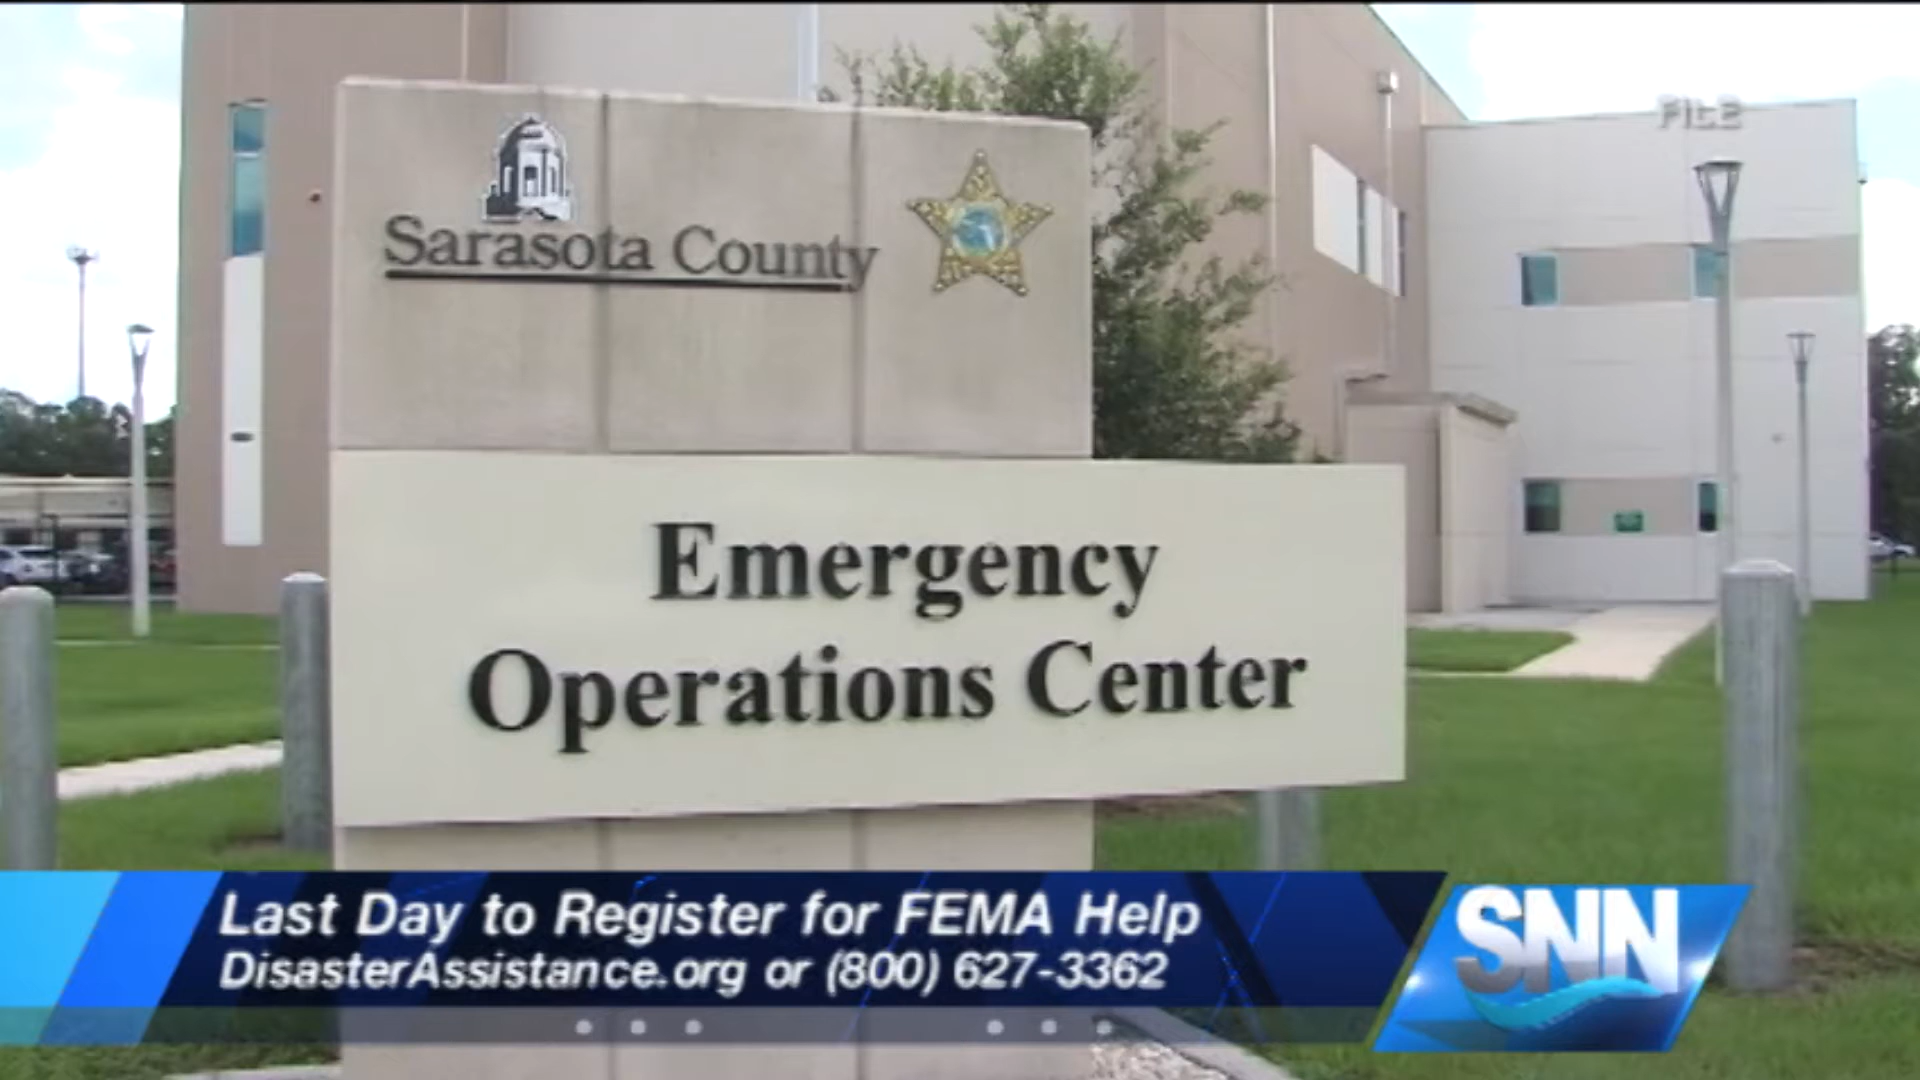 FILE
Sarasota County
Emergency
Operations Center
Last Day to Register for FEMA Help
DisasterAssistance.org or (800) 627-3362
SNN